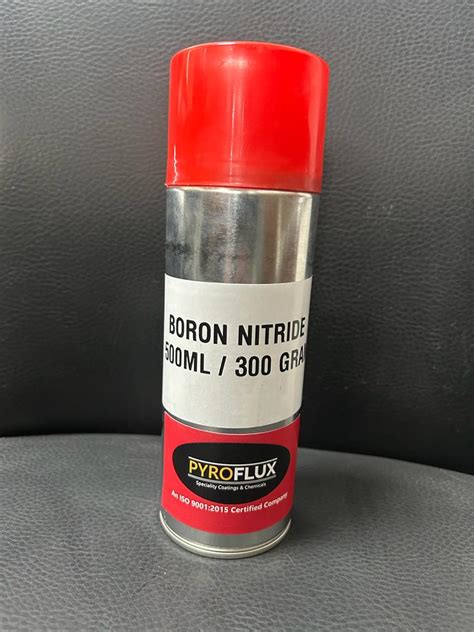 BORON NITRIDE
500ML / 300 GRA
PYROFLUX
Speciality Coatings & Chemicals
An ISO 9001:2015 Certified Company